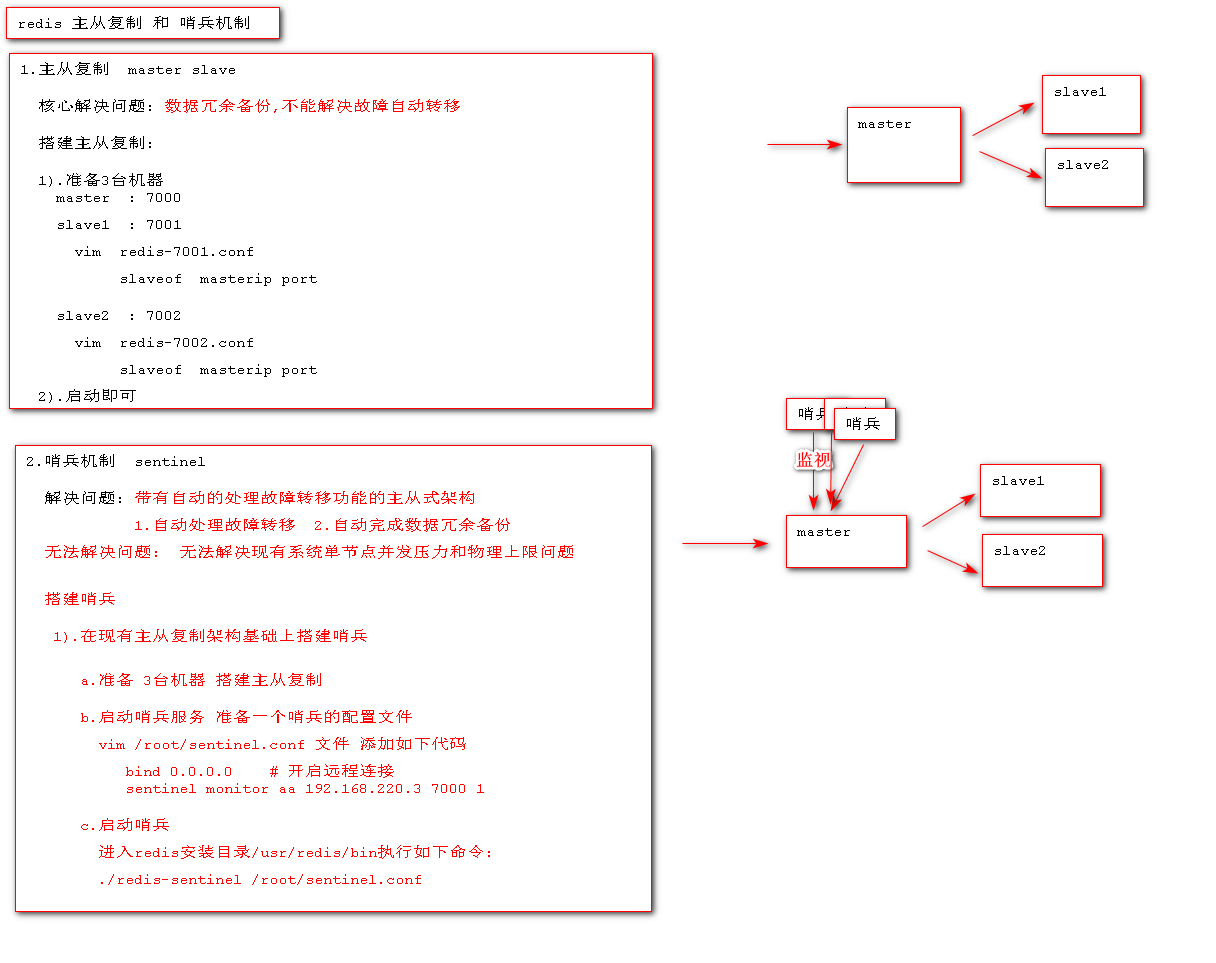 redis 主从复制 和 哨兵机制
1.主从复制  master slave
核心解决问题: 数据冗余备份,不能解决故障自动转移
搭建主从复制:
1).准备3台机器
master  : 7000
slave1  : 7001
vim  redis-7001.conf
slaveof  masterip port
slave2  : 7002
vim  redis-7002.conf
slaveof  masterip port
2).启动即可
master
slave1
slave2
2.哨兵机制  sentinel
解决问题: 带有自动的处理故障转移功能的主从式架构
1.自动处理故障转移  2.自动完成数据冗余备份
无法解决问题:  无法解决现有系统单节点并发压力和物理上限问题
搭建哨兵
1).在现有主从复制架构基础上搭建哨兵
a.准备 3台机器 搭建主从复制
b.启动哨兵服务 准备一个哨兵的配置文件
vim /root/sentinel.conf 文件 添加如下代码
bind 0.0.0.0    # 开启远程连接
sentinel monitor aa 192.168.220.3 7000 1
c.启动哨兵
进入redis安装目录/usr/redis/bin执行如下命令:
./redis-sentinel /root/sentinel.conf
哨兵
哨兵
监视
master
slave1
slave2